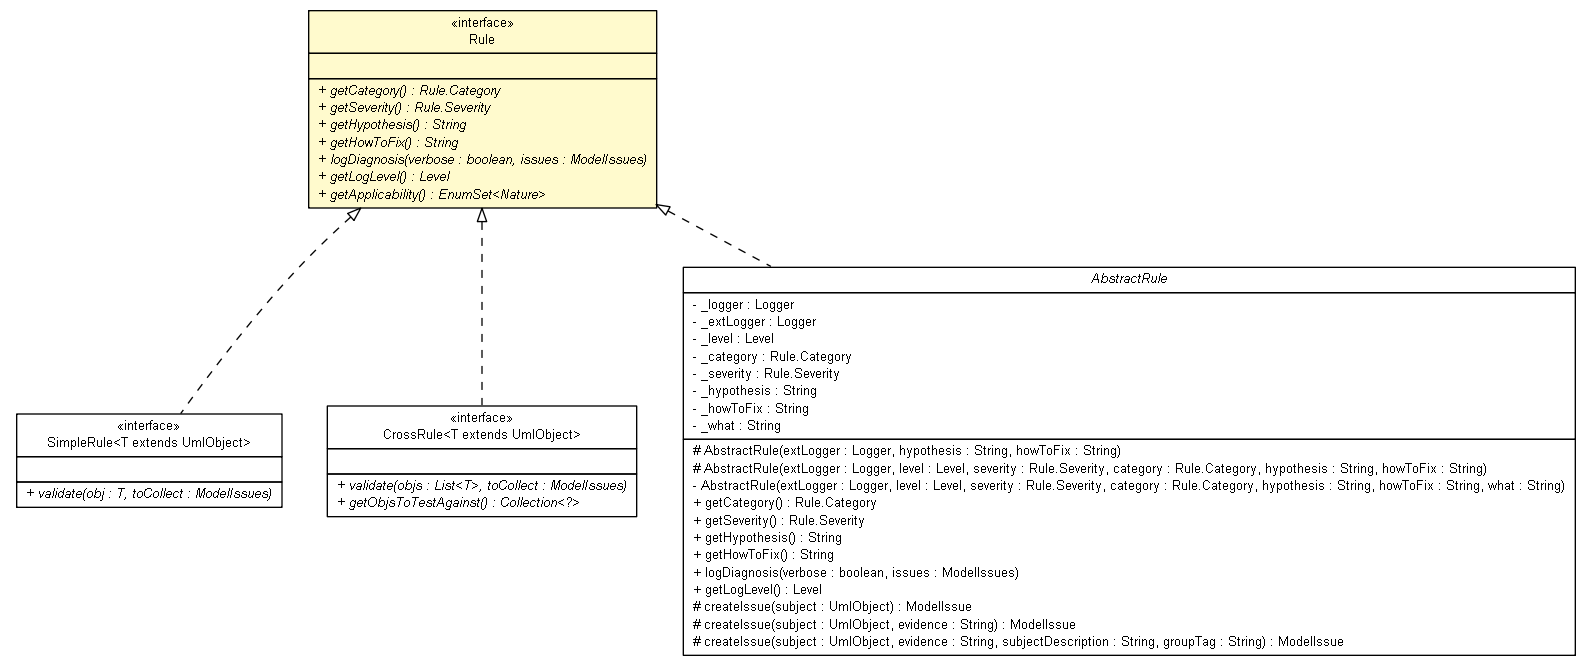 «interface»
Rule
+ getCategory() : Rule.Category
+ getSeverity() : Rule.Severity
+ getHypothesis() : String
+ getHowToFix() : String
+ logDiagnosis(verbose : boolean, issues : ModelIssues)
+ getLogLevel() : Level
+ getApplicability() : EnumSet<Nature>
«interface»
SimpleRule<T extends UmlObject>
+ validate(obj : T, toCollect : ModelIssues)
«interface»
CrossRule<T extends UmlObject>
+ validate(objs : List<T>, toCollect : ModelIssues)
+ getObjsToTestAgainst() : Collection<?>
AbstractRule
- _logger : Logger
- _extLogger : Logger
- _level : Level
- _category : Rule.Category
- _severity : Rule.Severity
- _hypothesis : String
- _howToFix : String
- _what : String
# AbstractRule(extLogger : Logger, hypothesis : String, howToFix : String)
# AbstractRule(extLogger : Logger, level : Level, severity : Rule.Severity, category : Rule.Category, hypothesis : String, howToFix : String)
- AbstractRule(extLogger : Logger, level : Level, severity : Rule.Severity, category : Rule.Category, hypothesis : String, howToFix : String, what : String)
+ getCategory() : Rule.Category
+ getSeverity() : Rule.Severity
+ getHypothesis() : String
+ getHowToFix() : String
+ logDiagnosis(verbose : boolean, issues : ModelIssues)
+ getLogLevel() : Level
# createIssue(subject : UmlObject) : ModelIssue
# createIssue(subject : UmlObject, evidence : String) : ModelIssue
# createIssue(subject : UmlObject, evidence : String, subjectDescription : String, groupTag : String) : ModelIssue